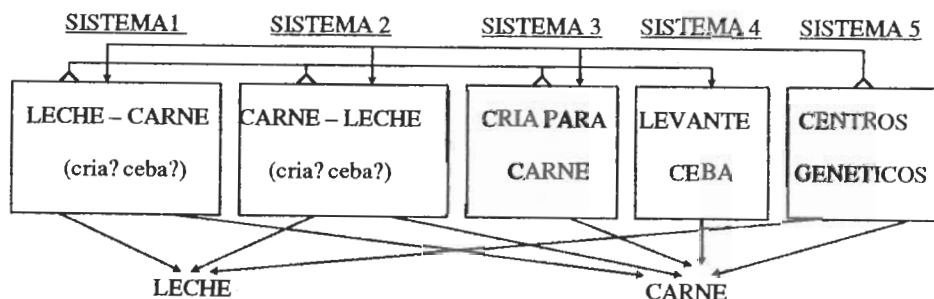 SISTEMA1 SISTEMA 2 SISTEMA 3 SISTEMA 4 SISTEMA 5
LECHE – CARNE
(cria? ceba?)
CARNE – LECHE
(cria? ceba?)
CRIA PARA
CARNE
LEVANTE
CEBA
CENTROS
GENETICOS
LECHE
CARNE